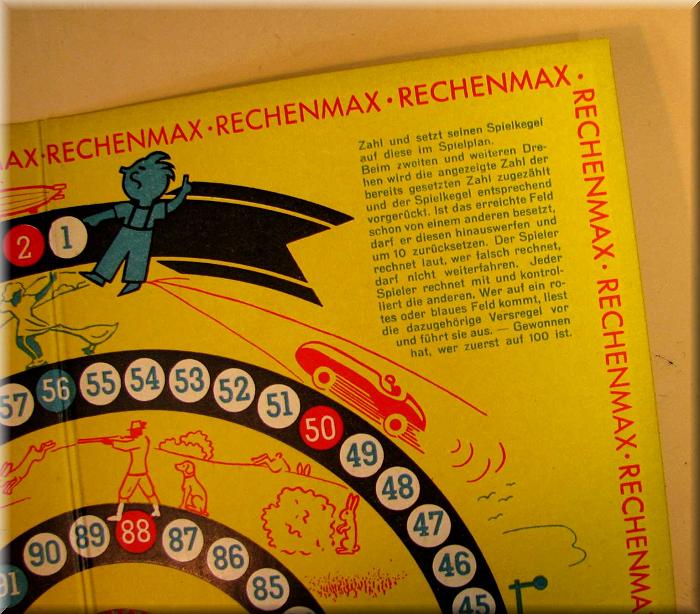 AX·RECHENMAX·RECHENMAX·RECHENMAX·
RECHENMAX·RECHENMAX·RECHENMA
Zahl und setzt seinen Spielkegel
auf diese im Spielplan.
Beim zweiten und weiteren Dre-
hen wird die angezeigte Zahl der
bereits gesetzten Zahl zugezählt
und der Spielkegel entsprechend
vorgerückt. Ist das erreichte Feld
schon von einem anderen besetzt,
darf er diesen hinauswerfen und
um 10 zurücksetzen. Der Spieler
rechnet laut, wer falsch rechnet,
darf nicht weiterfahren. Jeder
Spieler rechnet mit und kontrol-
liert die anderen. Wer auf ein ro-
tes oder blaues Feld kommt, liest
die dazugehörige Versregel vor
und führt sie aus. — Gewonnen
hat, wer zuerst auf 100 ist.
2 1
57 56 55 54 53 52 51 50 49 48 47 46 45
91 90 89 88 87 86 85